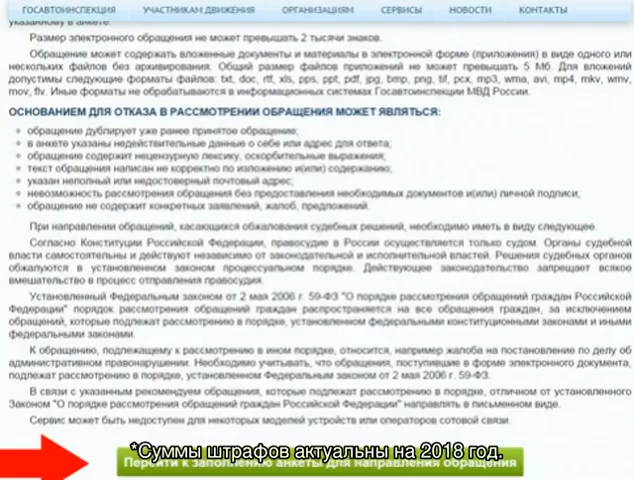 ГОСАВТОИНСПЕКЦИЯ УЧАСТНИКАМ ДВИЖЕНИЯ ОРГАНИЗАЦИЯМ СЕРВИСЫ НОВОСТИ КОНТАКТЫ
указанному в анкете.
Размер электронного обращения не может превышать 2 тысячи знаков.
Обращение может содержать вложенные документы и материалы в электронной форме (приложения) в виде одного или
нескольких файлов без архивирования. Общий размер файлов приложений не может превышать 5 Мб. Для вложений
допустимы следующие форматы файлов: txt, doc, rtf, xls, pps, ppt, pdf, jpg, bmp, png, tif, pcx, mp3, wma, avi, mp4, mkv, wmv,
mov, flv. Иные форматы не обрабатываются в информационных системах Госавтоинспекции МВД России.
ОСНОВАНИЕМ ДЛЯ ОТКАЗА В РАССМОТРЕНИИ ОБРАЩЕНИЯ МОЖЕТ ЯВЛЯТЬСЯ:
обращение дублирует уже ранее принятое обращение;
в анкете указаны недействительные данные о себе или адрес для ответа;
обращение содержит нецензурную лексику, оскорбительные выражения;
текст обращения написан не корректно по изложению и(или) содержанию;
указан неполный или недостоверный почтовый адрес;
невозможность рассмотрения обращения без предоставления необходимых документов и(или) личной подписи;
обращение не содержит конкретных заявлений, жалоб, предложений.
При направлении обращений, касающихся обжалования судебных решений, необходимо иметь в виду следующее.
Согласно Конституции Российской Федерации, правосудие в России осуществляется только судом. Органы судебной
власти самостоятельны и действуют независимо от законодательной и исполнительной властей. Решения судебных органов
обжалуются в установленном законом процессуальном порядке. Действующее законодательство запрещает всякое
вмешательство в процесс отправления правосудия.
Установленный Федеральным законом от 2 мая 2006 г. 59-ФЗ "О порядке рассмотрения обращений граждан Российской
Федерации" порядок рассмотрения обращений граждан распространяется на все обращения граждан, за исключением
обращений, которые подлежат рассмотрению в порядке, установленном федеральными конституционными законами и иными
федеральными законами.
К обращению, подлежащему к рассмотрению в ином порядке, относится, например жалоба на постановление по делу об
административном правонарушении. Необходимо учитывать, что обращения, поступившие в форме электронного документа,
подлежат рассмотрению в порядке, установленном Федеральным законом от 2 мая 2006 г. 59-ФЗ.
В связи с указанным рекомендуем обращения, которые подлежат рассмотрению в порядке, отличном от установленного
Законом "О порядке рассмотрения обращений граждан Российской Федерации" направлять в письменном виде.
Сервис может быть недоступен для некоторых моделей устройств или операторов сотовой связи.
*Суммы штрафов актуальны на 2018 год.
Перейти к заполнению анкеты для направления обращения